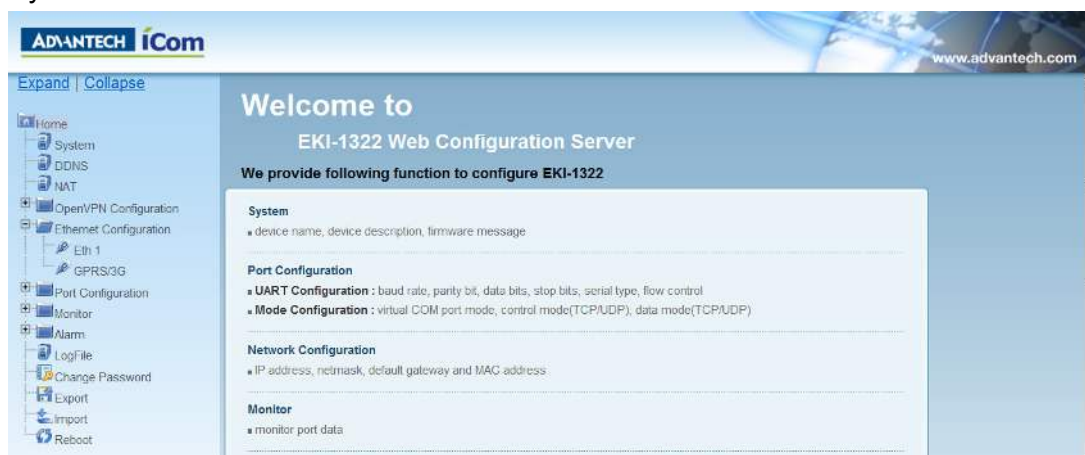 ADVANTECH iCom
www.advantech.com
Expand | Collapse
Home
System
DDNS
NAT
OpenVPN Configuration
Ethernet Configuration
Eth 1
GPRS/3G
Port Configuration
Monitor
Alarm
LogFile
Change Password
Export
Import
Reboot
Welcome to
EKI-1322 Web Configuration Server
We provide following function to configure EKI-1322
System
device name, device description, firmware message
Port Configuration
UART Configuration : baud rate, parity bit, data bits, stop bits, serial type, flow control
Mode Configuration : virtual COM port mode, control mode(TCP/UDP), data mode(TCP/UDP)
Network Configuration
IP address, netmask, default gateway and MAC address
Monitor
monitor port data